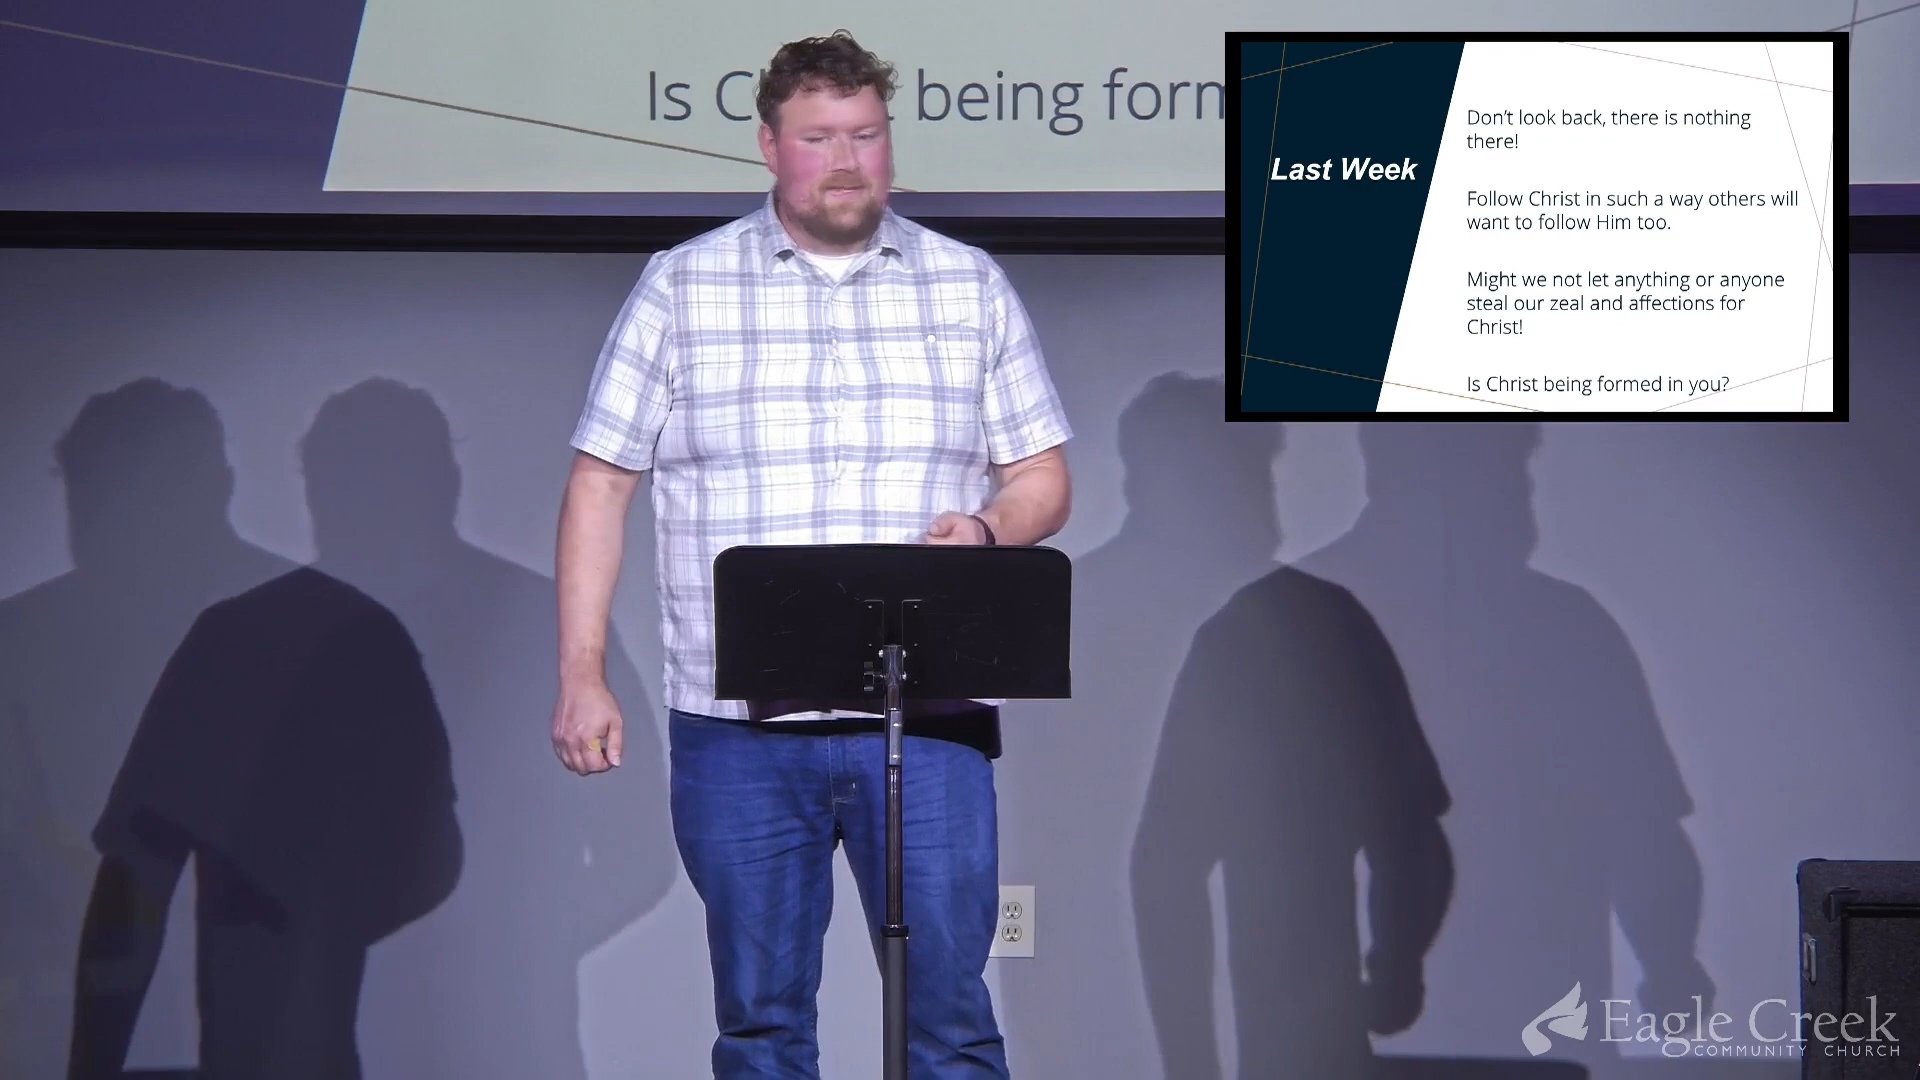 Is C being form
Last Week
Don't look back, there is nothing
there!
Follow Christ in such a way others will
want to follow Him too.
Might we not let anything or anyone
steal our zeal and affections for
Christ!
Is Christ being formed in you?
Eagle Creek
COMMUNITY CHURCH